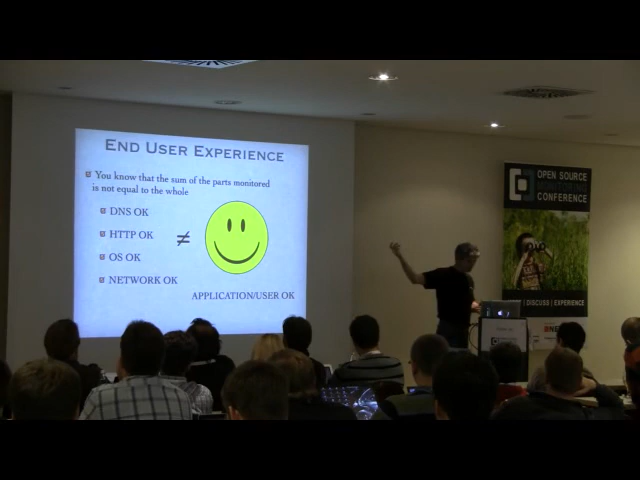 END USER EXPERIENCE
You know that the sum of the parts monitored
is not equal to the whole
DNS OK
HTTP OK
≠
OS OK
NETWORK OK
APPLICATION/USER OK
OPEN SOURCE
MONITORING
CONFERENCE
| DISCUSS | EXPERIENCE